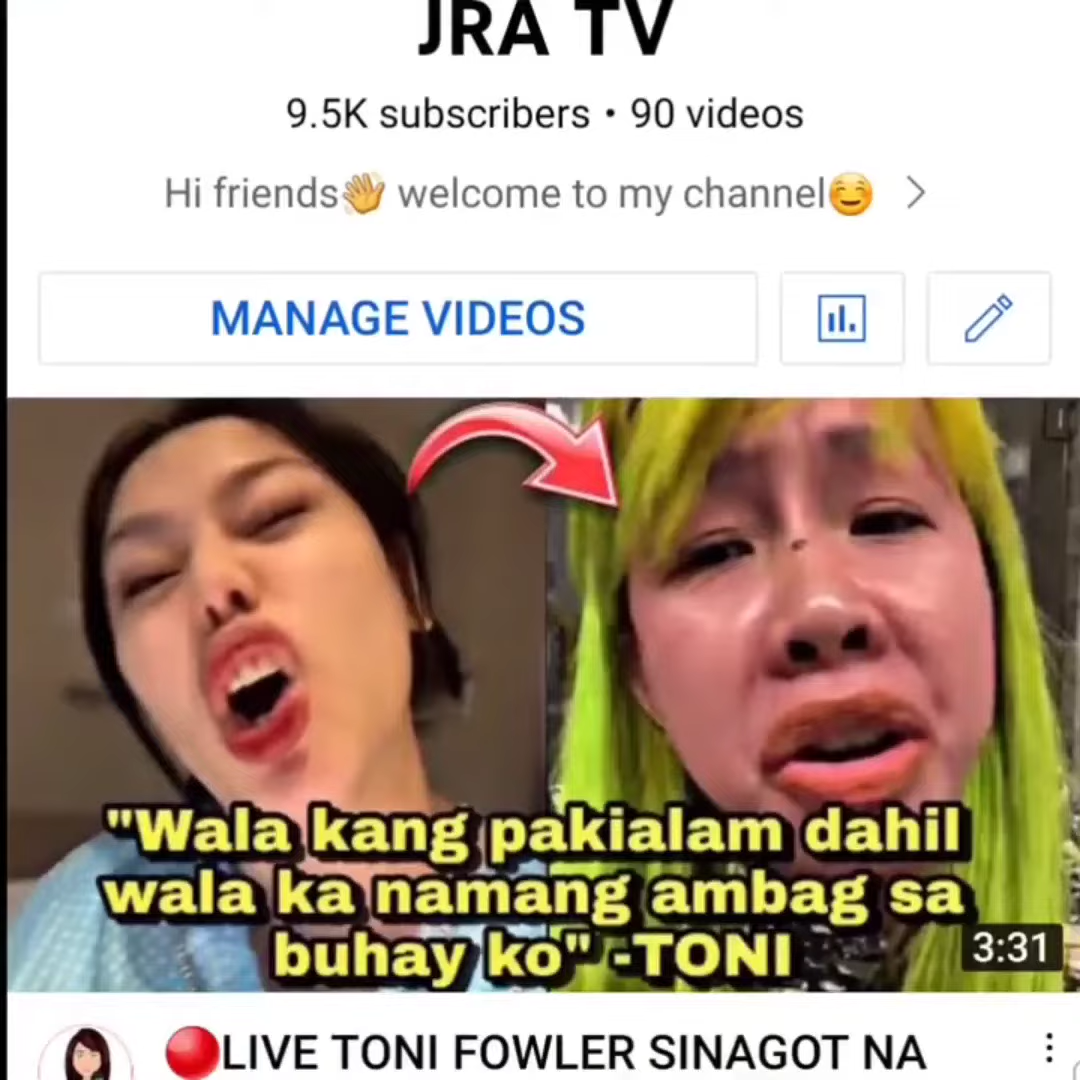 JRA TV
9.5K subscribers • 90 videos
Hi friends👋 welcome to my channel😊
MANAGE VIDEOS
"Wala kang pakialam dahil
wala ka namang ambag sa
buhay ko" -TONI
3:31
🔴LIVE TONI FOWLER SINAGOT NA